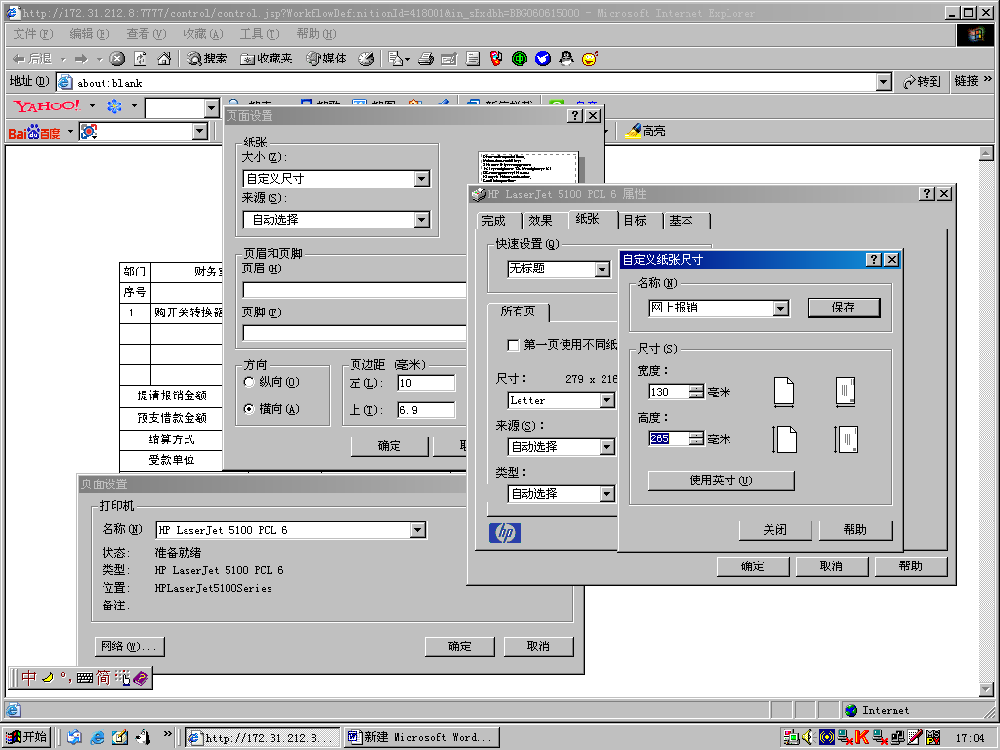 http://172.31.212.8:7777/control/control.jsp?WorkflowDefinitionId=418001&in_sBxdbh=BBG060615000 - Microsoft Internet Explorer
文件(F) 编辑(E) 查看(V) 收藏(A) 工具(T) 帮助(H)
后退 搜索 收藏夹 媒体
地址(D) about:blank 转到 链接 »
YAHOO!
Bai百度 高亮
页面设置
纸张
大小(Z):
自定义尺寸
来源(S):
自动选择
页眉和页脚
页眉(H)
页脚(F)
方向
纵向(O)
横向(A)
页边距 (毫米)
左(L): 10
上(T): 6.9
确定
部门 财务
序号
1 购开关转换器
提请报销金额
预支借款金额
结算方式
受款单位
HP LaserJet 5100 PCL 6 属性
完成 效果 纸张 目标 基本
快速设置(Q)
无标题
所有页
第一页使用不同纸
尺寸: 279 x 216
Letter
来源(S):
自动选择
类型:
自动选择
hp
确定 取消 帮助
自定义纸张尺寸
名称(N)
网上报销 保存
尺寸(S)
宽度:
130 毫米
高度:
265 毫米
使用英寸(U)
关闭 帮助
页面设置
打印机
名称(N): HP LaserJet 5100 PCL 6
状态: 准备就绪
类型: HP LaserJet 5100 PCL 6
位置: HPLaserJet5100Series
备注:
网络(W)... 确定 取消
中 简
Internet
开始 » http://172.31.212.8... 新建 Microsoft Word... 17:04